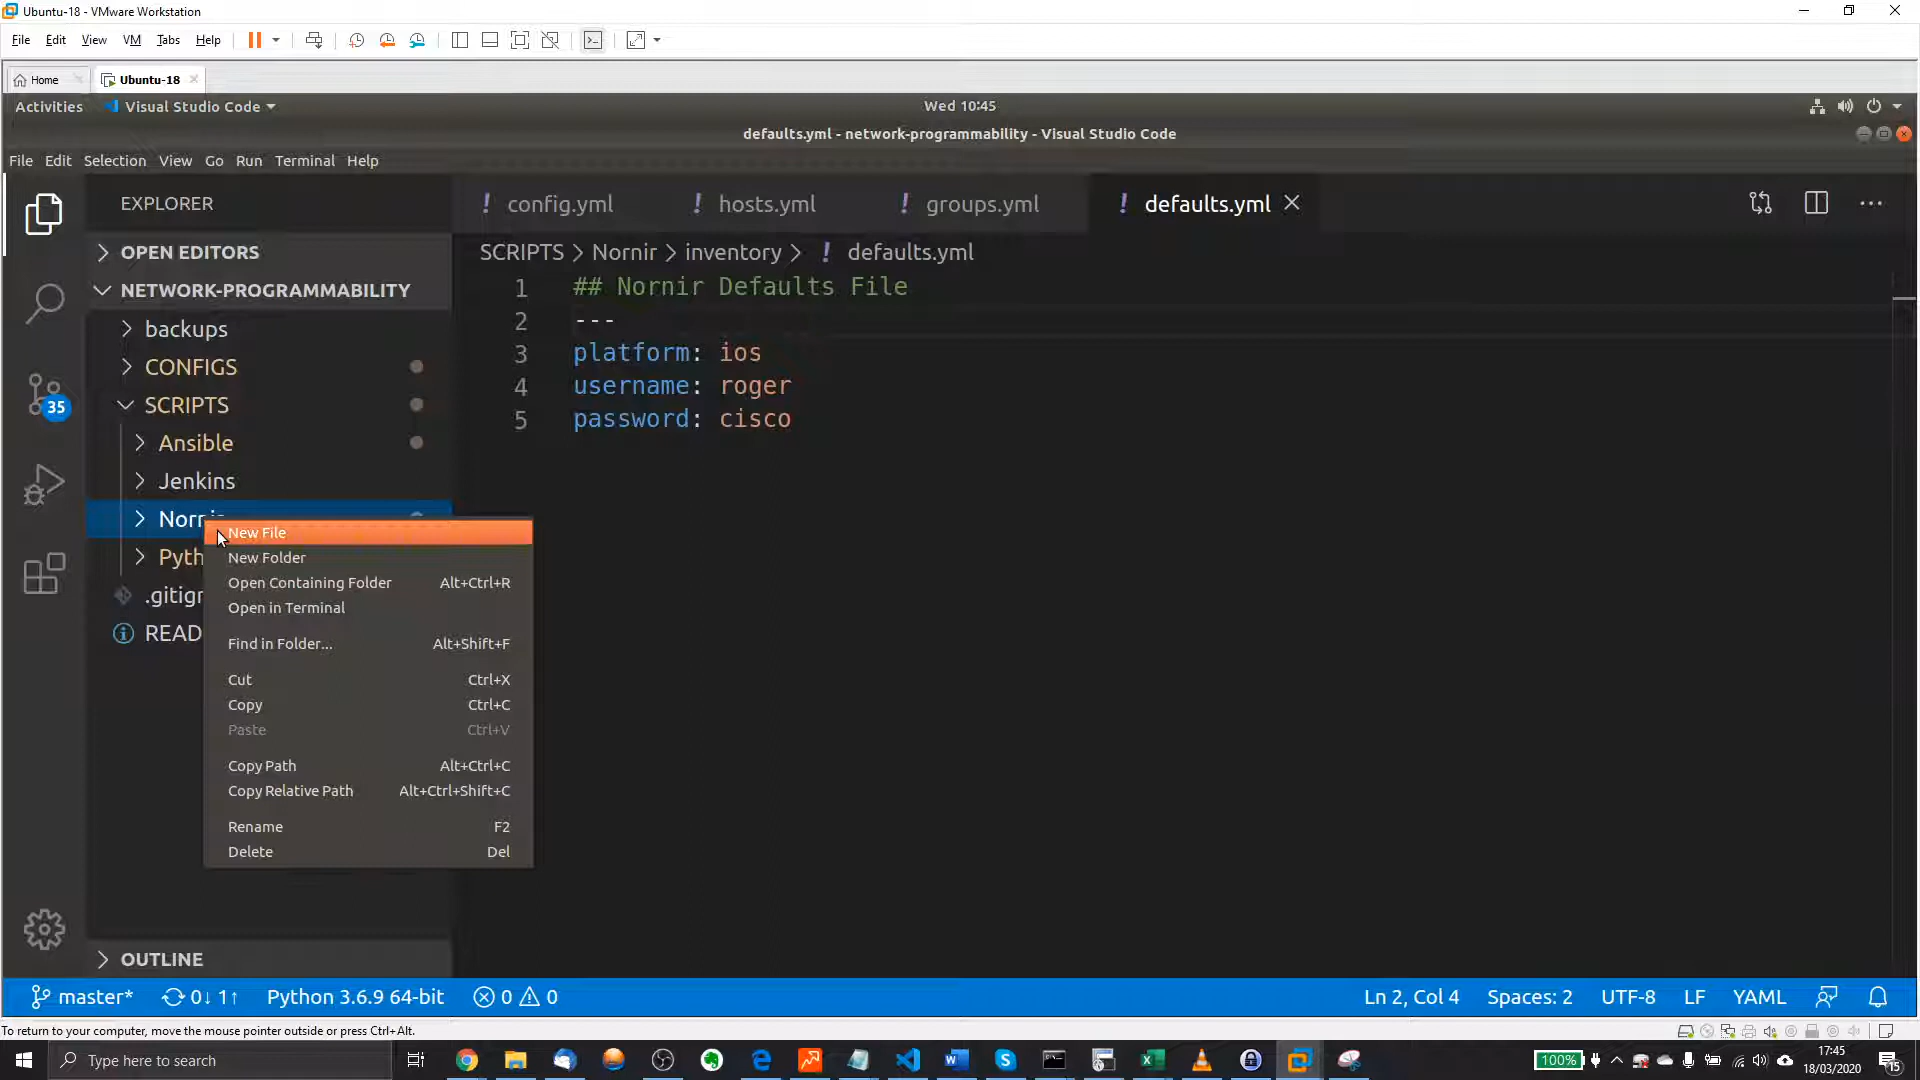 Ubuntu-18 - VMware Workstation
File Edit View VM Tabs Help
Home
Ubuntu-18
Activities Visual Studio Code Wed 10:45
defaults.yml - network-programmability - Visual Studio Code
File Edit Selection View Go Run Terminal Help
EXPLORER
OPEN EDITORS
NETWORK-PROGRAMMABILITY
backups
CONFIGS
SCRIPTS
Ansible
Jenkins
Norni
Pyth
.gitigr
READ
OUTLINE
35
! config.yml ! hosts.yml ! groups.yml ! defaults.yml
SCRIPTS > Nornir > inventory > ! defaults.yml
1 ## Nornir Defaults File
2 ---
3 platform: ios
4 username: roger
5 password: cisco
New File
New Folder
Open Containing Folder Alt+Ctrl+R
Open in Terminal
Find in Folder... Alt+Shift+F
Cut Ctrl+X
Copy Ctrl+C
Paste Ctrl+V
Copy Path Alt+Ctrl+C
Copy Relative Path Alt+Ctrl+Shift+C
Rename F2
Delete Del
master* 0↓ 1↑ Python 3.6.9 64-bit 0 0 Ln 2, Col 4 Spaces: 2 UTF-8 LF YAML
To return to your computer, move the mouse pointer outside or press Ctrl+Alt.
Type here to search
100%
17:45
18/03/2020
15